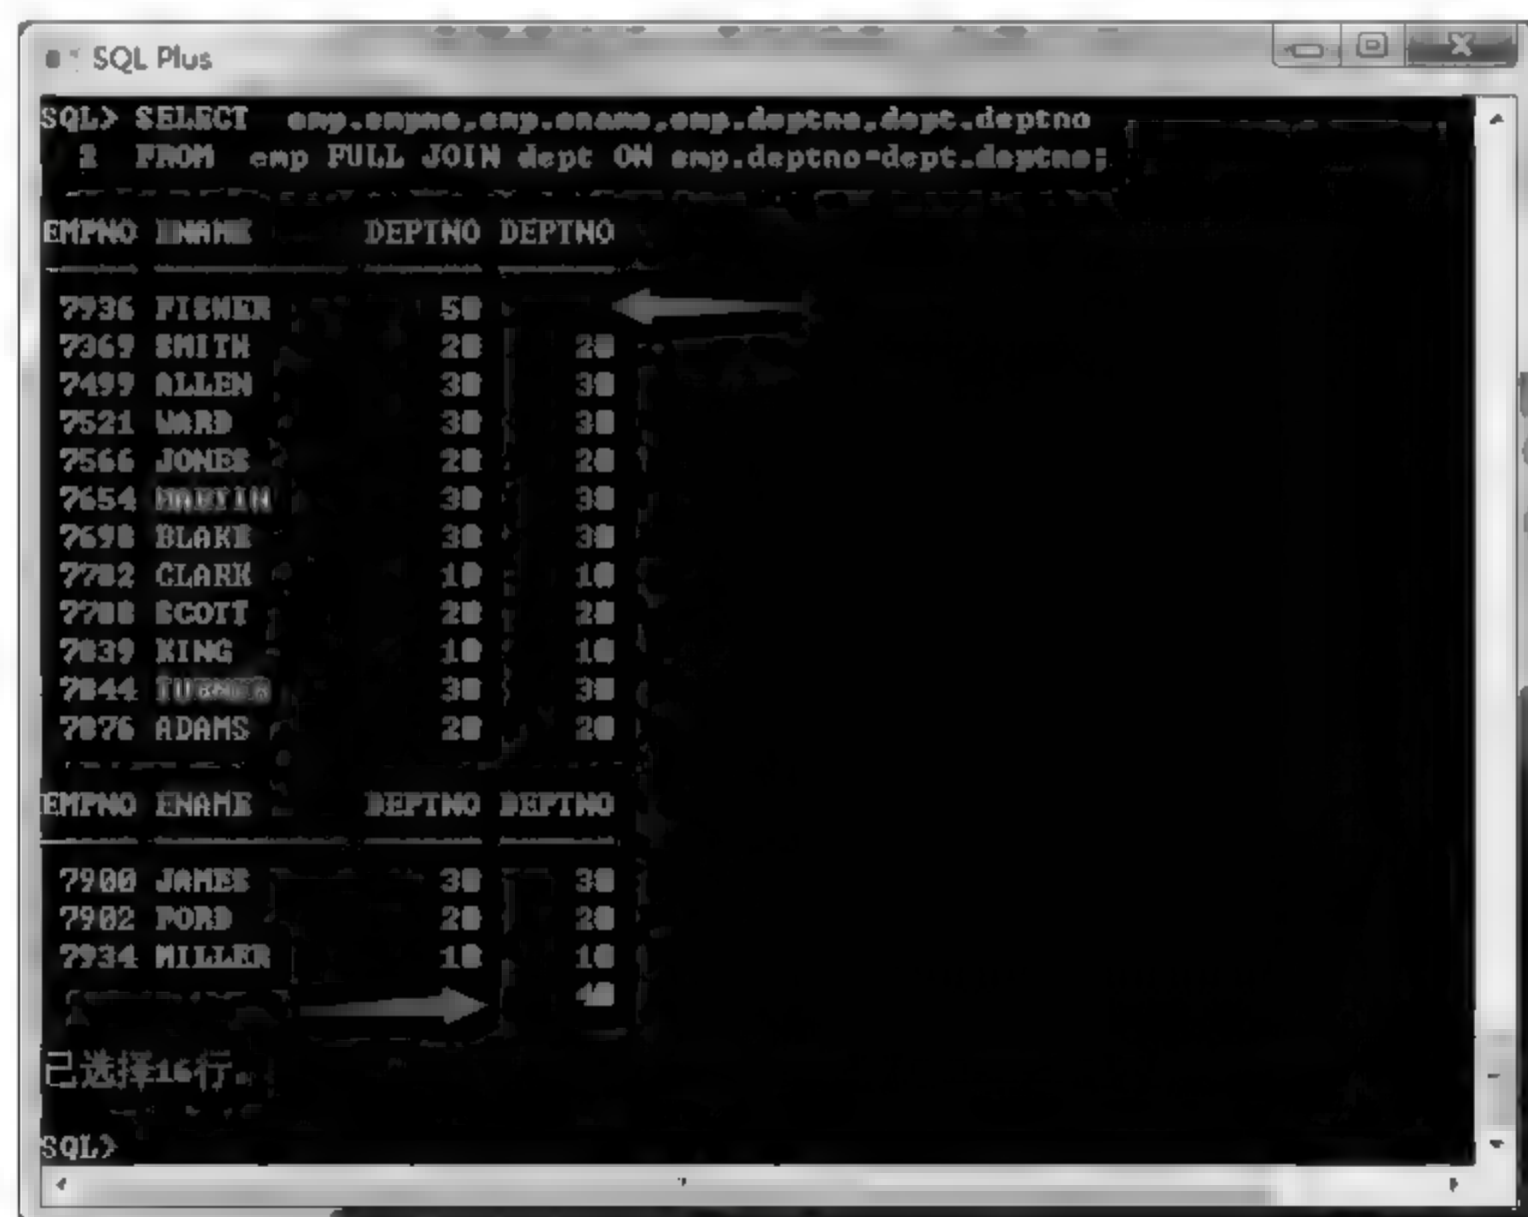 SQL Plus
SQL> SELECT emp.empno,emp.ename,emp.deptno,dept.deptno
2 FROM emp FULL JOIN dept ON emp.deptno=dept.deptno;
EMPNO ENAME DEPTNO DEPTNO
7936 FISHER 50
7369 SMITH 20 20
7499 ALLEN 30 30
7521 WARD 30 30
7566 JONES 20 20
7654 MARTIN 30 30
7698 BLAKE 30 30
7782 CLARK 10 10
7788 SCOTT 20 20
7839 KING 10 10
7844 TURNER 30 30
7876 ADAMS 20 20
EMPNO ENAME DEPTNO DEPTNO
7900 JAMES 30 30
7902 FORD 20 20
7934 MILLER 10 10
40
已选择16行。
SQL>